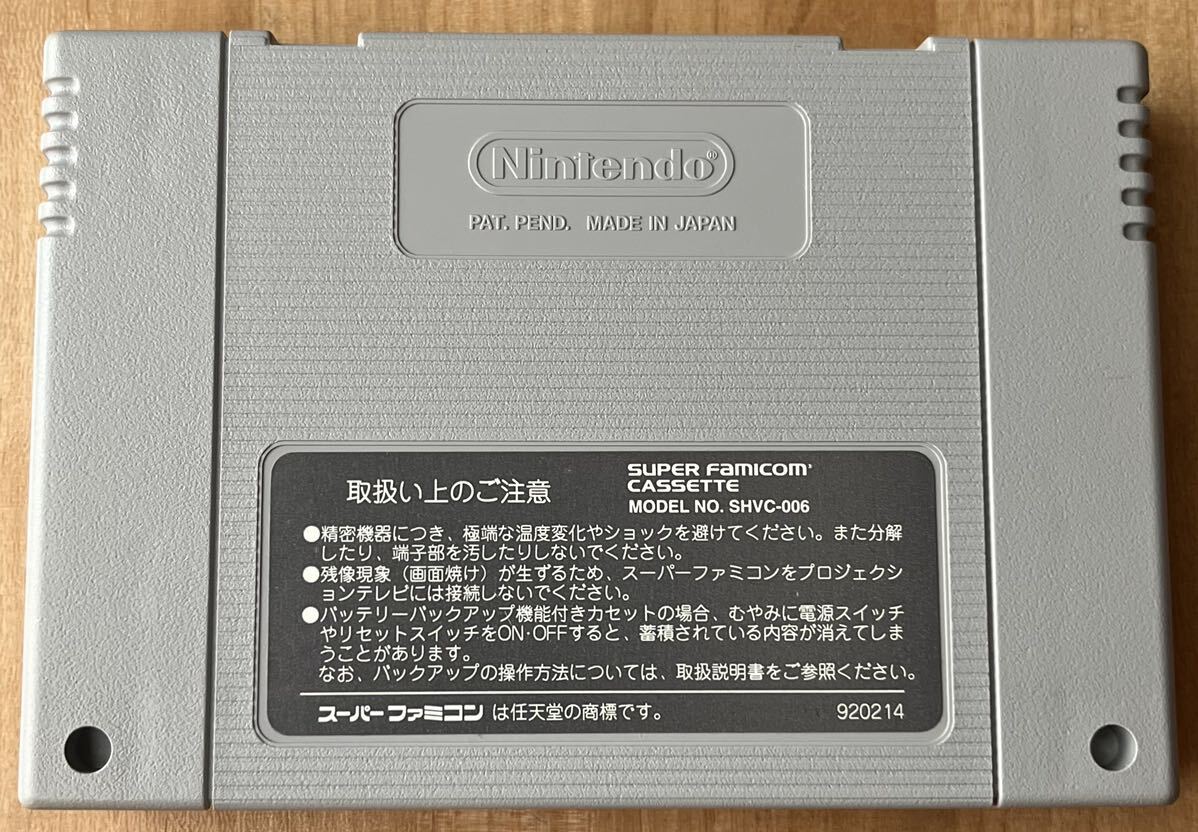 Nintendo®
PAT. PEND. MADE IN JAPAN
取扱い上のご注意
SUPER FAMICOM
CASSETTE
MODEL NO. SHVC-006
●精密機器につき、極端な温度変化やショックを避けてください。また分解
したり、端子部を汚したりしないでください。
●残像現象（画面焼け）が生ずるため、スーパーファミコンをプロジェクシ
ョンテレビには接続しないでください。
●バッテリーバックアップ機能付きカセットの場合、むやみに電源スイッチ
やリセットスイッチをON・OFFすると、蓄積されている内容が消えてしま
うことがあります。
なお、バックアップの操作方法については、取扱説明書をご参照ください。
スーパーファミコン は任天堂の商標です。 920214